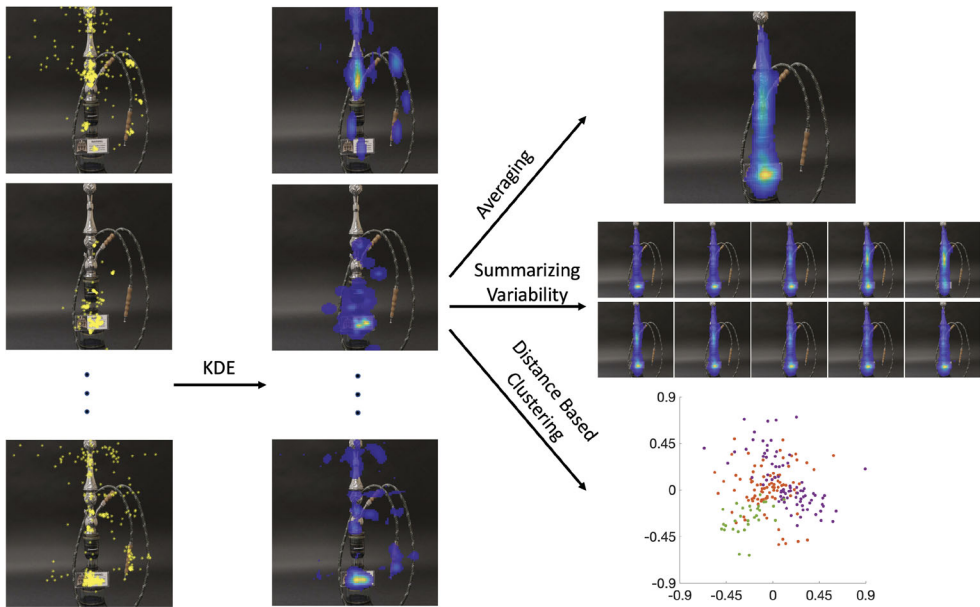 KDE
Averaging
Summarizing
Variability
Distance Based
Clustering
0.9
0.45
0
-0.45
-0.9
-0.9 -0.45 0 0.45 0.9